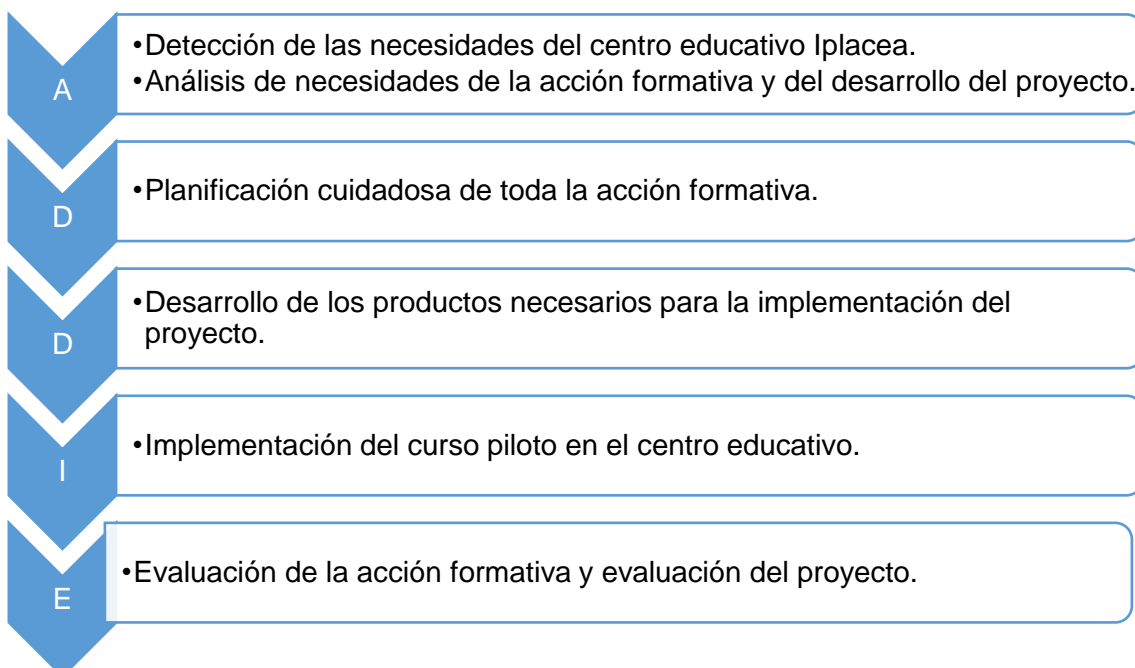 A
•Detección de las necesidades del centro educativo Iplacea.
•Análisis de necesidades de la acción formativa y del desarrollo del proyecto.
D
•Planificación cuidadosa de toda la acción formativa.
D
•Desarrollo de los productos necesarios para la implementación del
proyecto.
I
•Implementación del curso piloto en el centro educativo.
E
•Evaluación de la acción formativa y evaluación del proyecto.